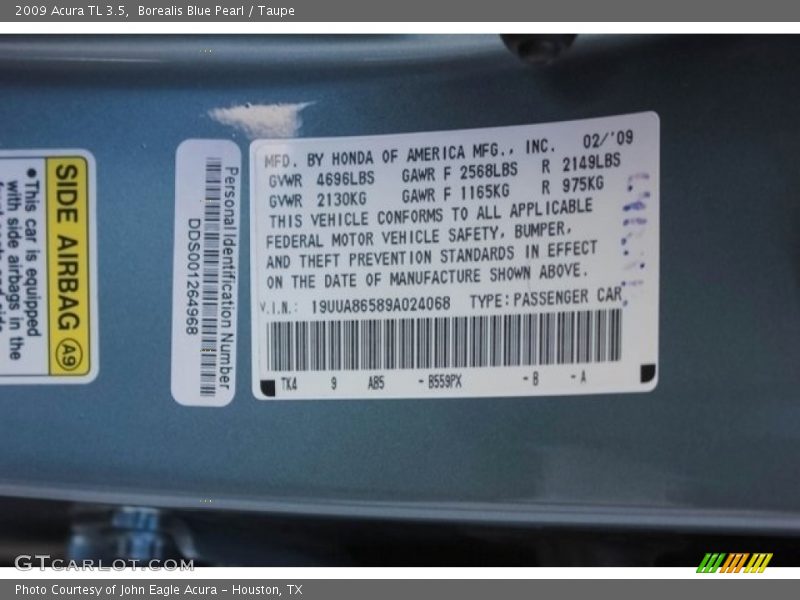 2009 Acura TL 3.5,  Borealis Blue Pearl / Taupe
SIDE AIRBAG A9
•This car is equipped
with side airbags in the
Personal Identification Number
DDS001264968
MFD. BY HONDA OF AMERICA MFG., INC. 02/'09
GVWR 4696LBS GAWR F 2568LBS R 2149LBS
GVWR 2130KG GAWR F 1165KG R 975KG
THIS VEHICLE CONFORMS TO ALL APPLICABLE
FEDERAL MOTOR VEHICLE SAFETY, BUMPER,
AND THEFT PREVENTION STANDARDS IN EFFECT
ON THE DATE OF MANUFACTURE SHOWN ABOVE.
V.I.N.: 19UUA86589A024068 TYPE:PASSENGER CAR
TK4 9 AB5 -B559PX -B -A
GTCARLOT.COM
Photo Courtesy of John Eagle Acura - Houston, TX